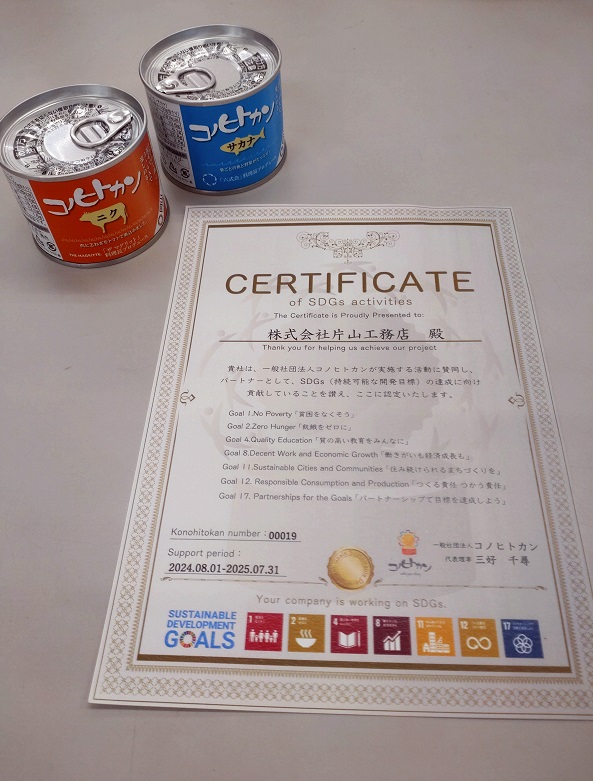 コノヒトカン
サカナ
コノヒトカン
ニク
CERTIFICATE
of SDGs activities
The Certificate is Proudly Presented to:
株式会社片山工務店 殿
Thank you for helping us achieve our project
貴社は、一般社団法人コノヒトカンが実施する活動に賛同し、
パートナーとして、SDGs（持続可能な開発目標）の達成に向け
貢献していることを讃え、ここに認定いたします。
Goal 1.No Poverty「貧困をなくそう」
Goal 2.Zero Hunger「飢餓をゼロに」
Goal 4.Quality Education「質の高い教育をみんなに」
Goal 8.Decent Work and Economic Growth「働きがいも経済成長も」
Goal 11.Sustainable Cities and Communities「住み続けられるまちづくりを」
Goal 12. Responsible Consumption and Production「つくる責任 つかう責任」
Goal 17. Partnerships for the Goals「パートナーシップで目標を達成しよう」
Konohitokan number：00019
Support period：
2024.08.01-2025.07.31
コノヒトカン
一般社団法人 コノヒトカン
代表理事 三好 千尋
Your company is working on SDGs.
SUSTAINABLE
DEVELOPMENT
GOALS
1
2
4
8
11
12
17